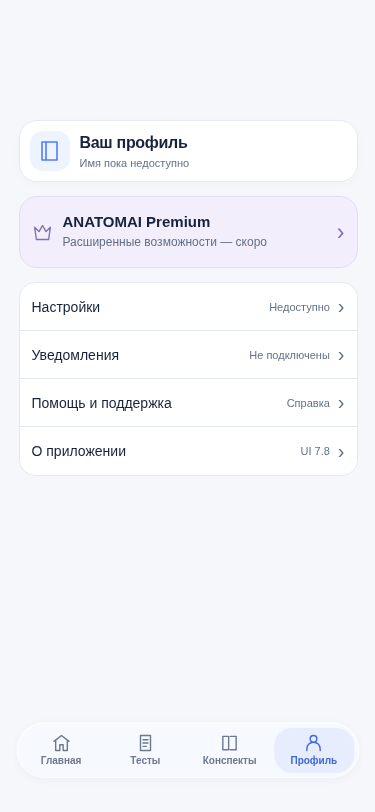 Ваш профиль
Имя пока недоступно
ANATOMAI Premium
Расширенные возможности — скоро
Настройки Недоступно
Уведомления Не подключены
Помощь и поддержка Справка
О приложении UI 7.8
Главная Тесты Конспекты Профиль